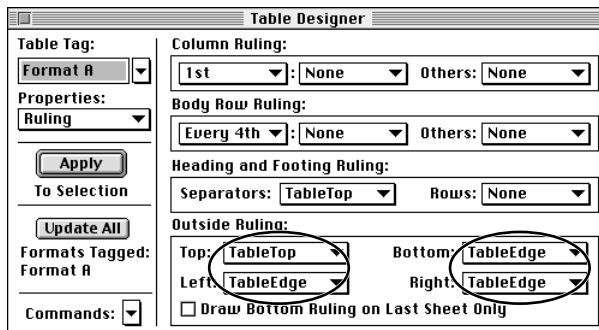 Table Designer
Table Tag:
Format A
Properties:
Ruling
Apply
To Selection
Update All
Formats Tagged:
Format A
Commands:
Column Ruling:
1st : None Others: None
Body Row Ruling:
Every 4th : None Others: None
Heading and Footing Ruling:
Separators: TableTop Rows: None
Outside Ruling:
Top: TableTop Bottom: TableEdge
Left: TableEdge Right: TableEdge
Draw Bottom Ruling on Last Sheet Only